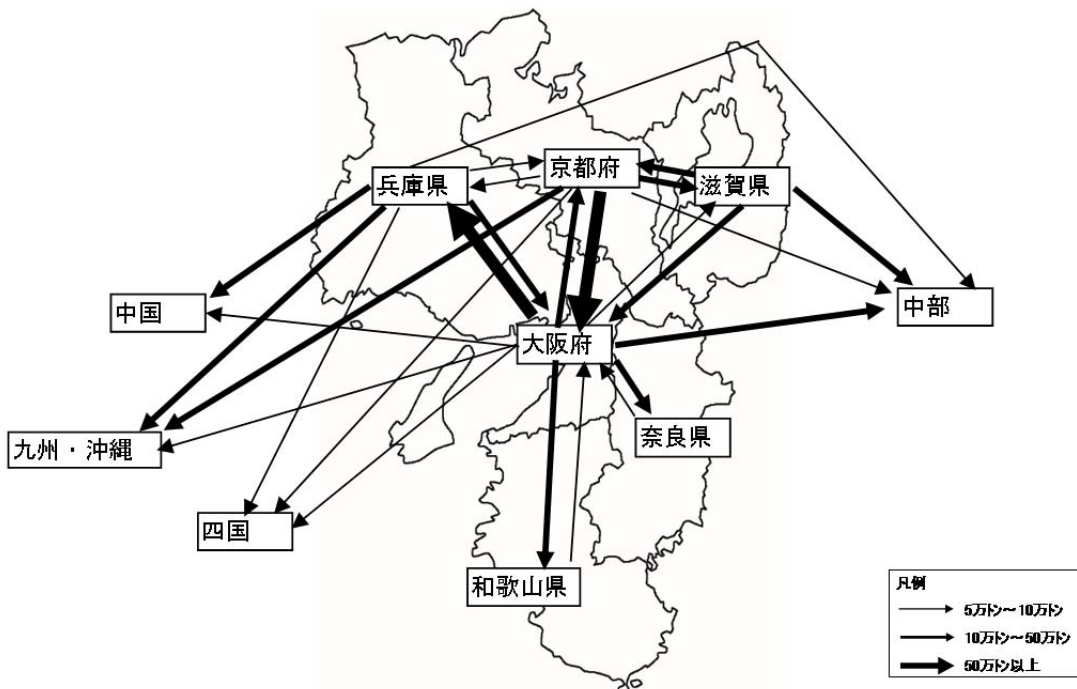 京都府
兵庫県
滋賀県
中国
中部
大阪府
奈良県
九州・沖縄
四国
和歌山県
凡例
5万トン～10万トン
10万トン～50万トン
50万トン以上